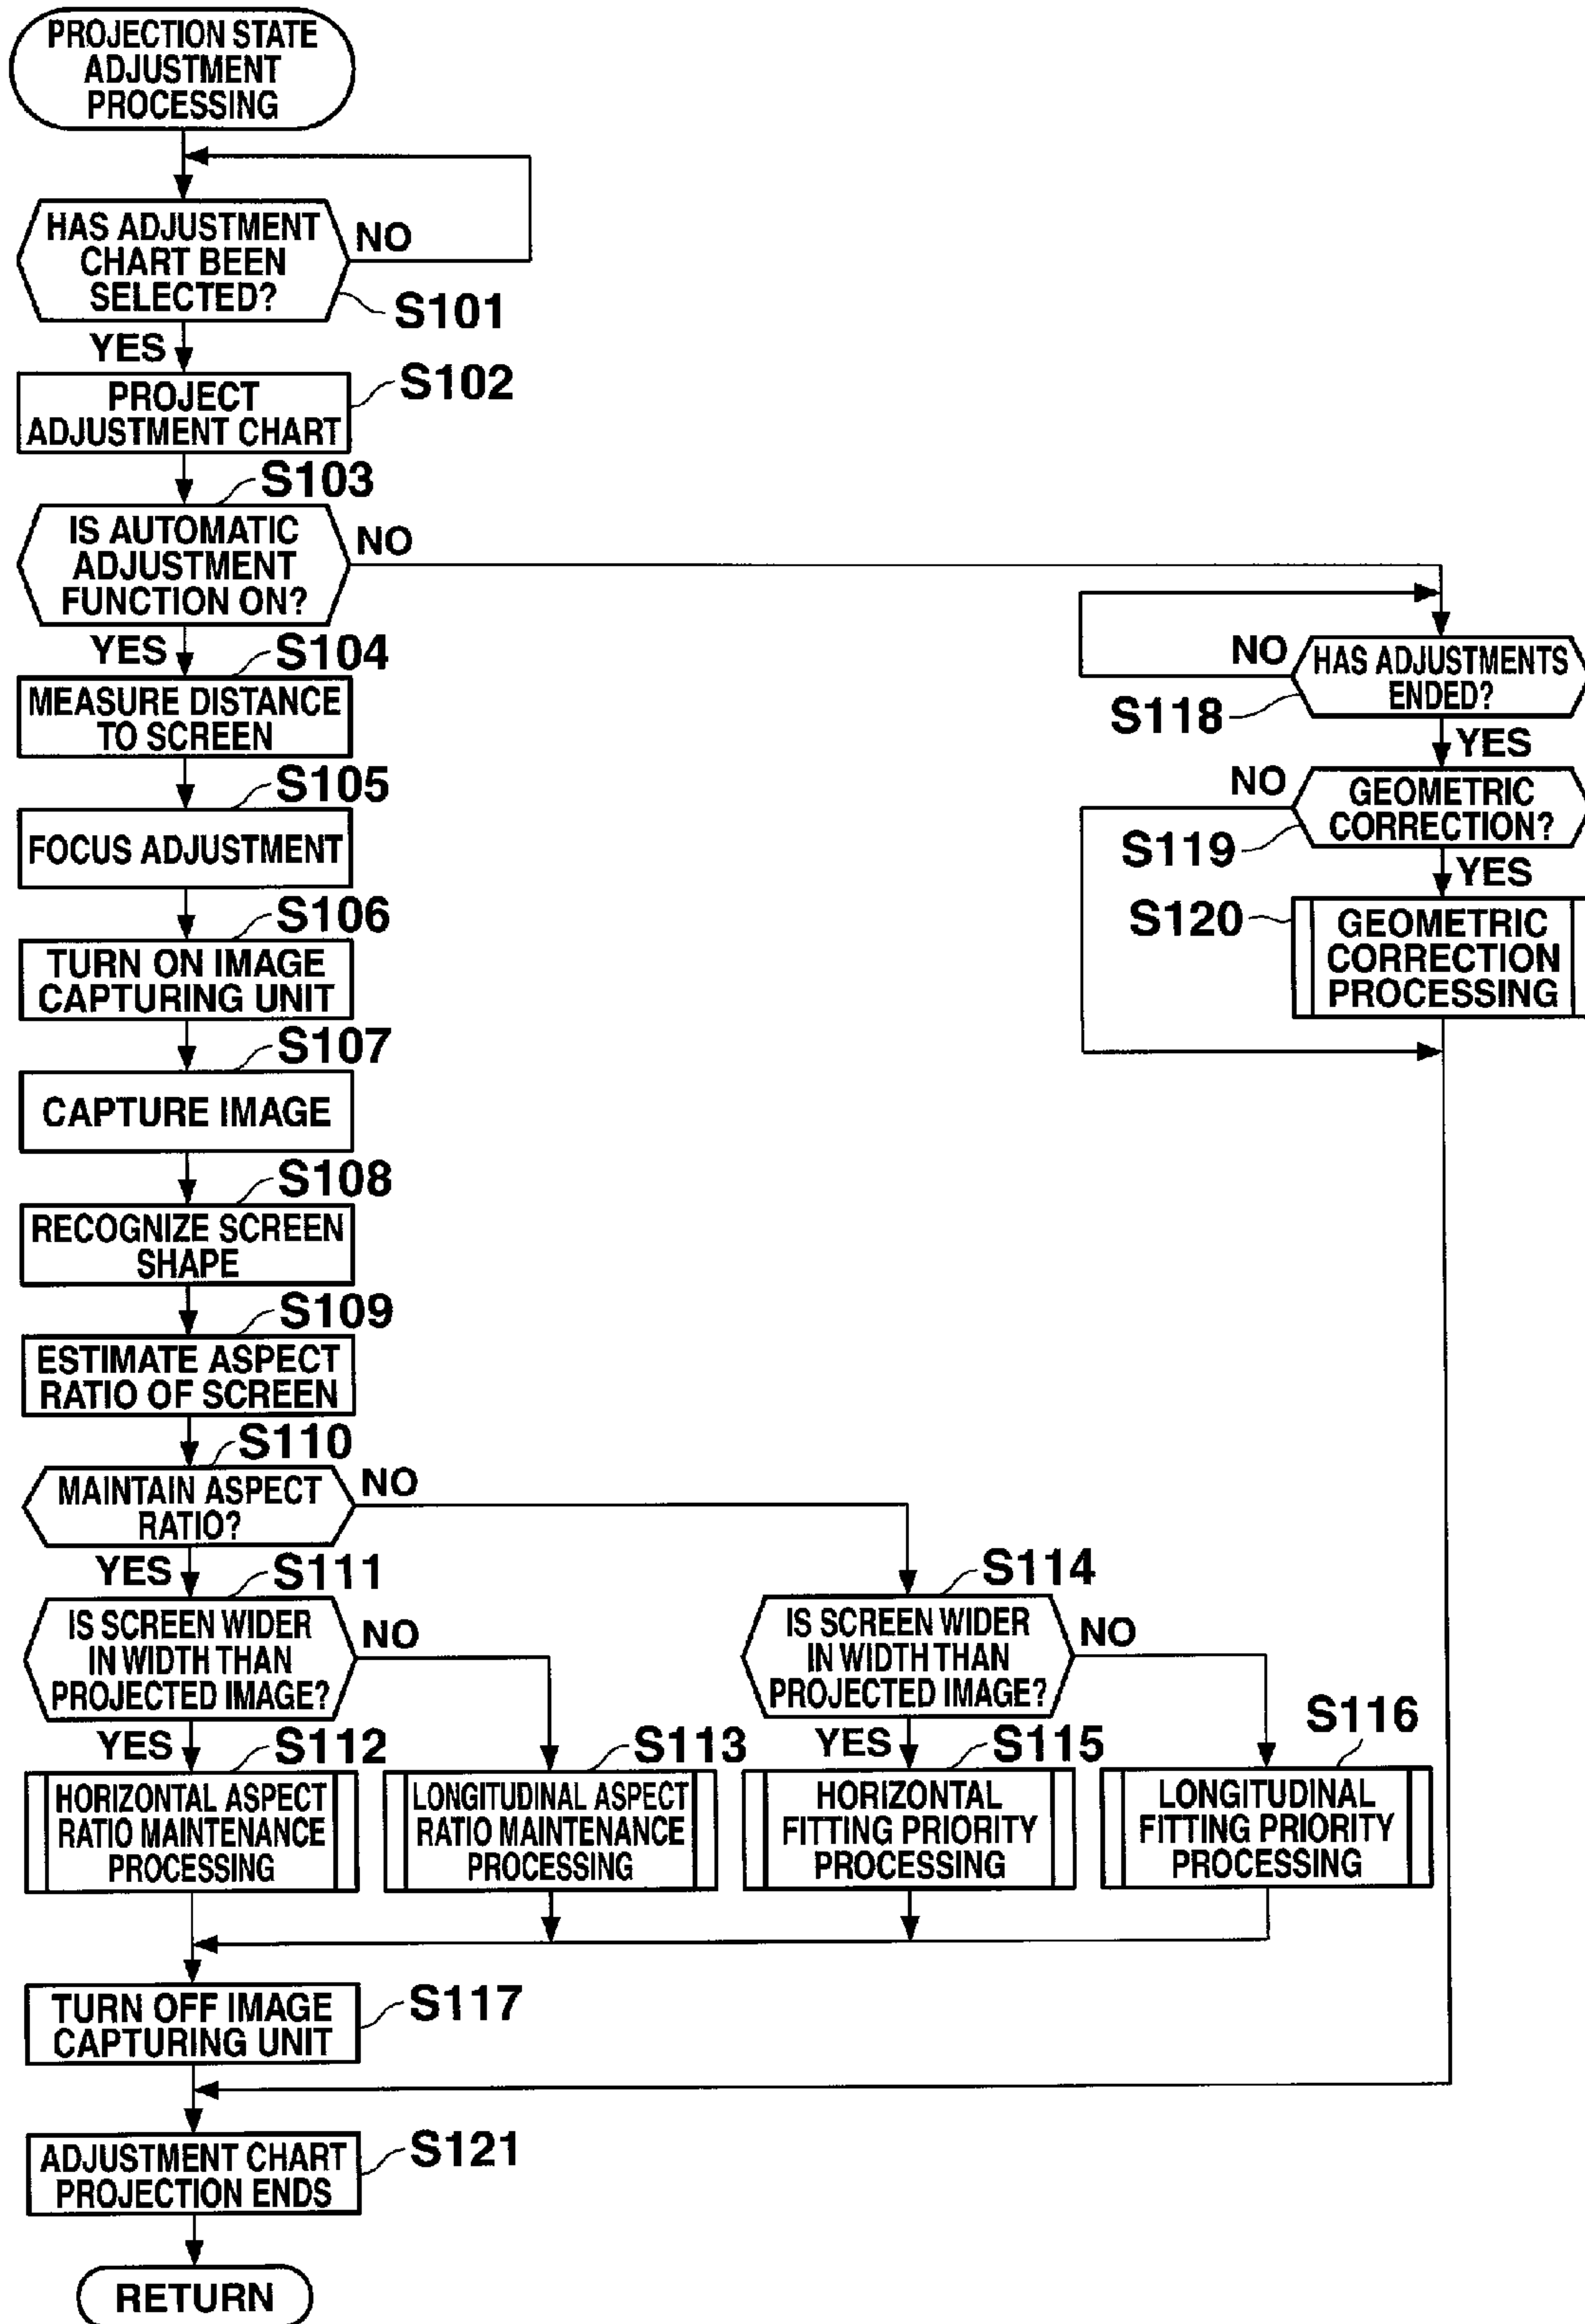 PROJECTION STATE
ADJUSTMENT
PROCESSING
HAS ADJUSTMENT
CHART BEEN
SELECTED?
NO
S101
YES
PROJECT
ADJUSTMENT CHART
S102
S103
IS AUTOMATIC
ADJUSTMENT
FUNCTION ON?
NO
YES
S104
MEASURE DISTANCE
TO SCREEN
S105
FOCUS ADJUSTMENT
S106
TURN ON IMAGE
CAPTURING UNIT
S107
CAPTURE IMAGE
S108
RECOGNIZE SCREEN
SHAPE
S109
ESTIMATE ASPECT
RATIO OF SCREEN
S110
MAINTAIN ASPECT
RATIO?
NO
YES
S111
IS SCREEN WIDER
IN WIDTH THAN
PROJECTED IMAGE?
NO
YES
S112
HORIZONTAL ASPECT
RATIO MAINTENANCE
PROCESSING
S113
LONGITUDINAL ASPECT
RATIO MAINTENANCE
PROCESSING
S114
IS SCREEN WIDER
IN WIDTH THAN
PROJECTED IMAGE?
NO
YES
S115
HORIZONTAL
FITTING PRIORITY
PROCESSING
S116
LONGITUDINAL
FITTING PRIORITY
PROCESSING
S117
TURN OFF IMAGE
CAPTURING UNIT
NO
HAS ADJUSTMENTS
ENDED?
S118
YES
NO
GEOMETRIC
CORRECTION?
S119
YES
S120
GEOMETRIC
CORRECTION
PROCESSING
ADJUSTMENT CHART
PROJECTION ENDS
S121
RETURN